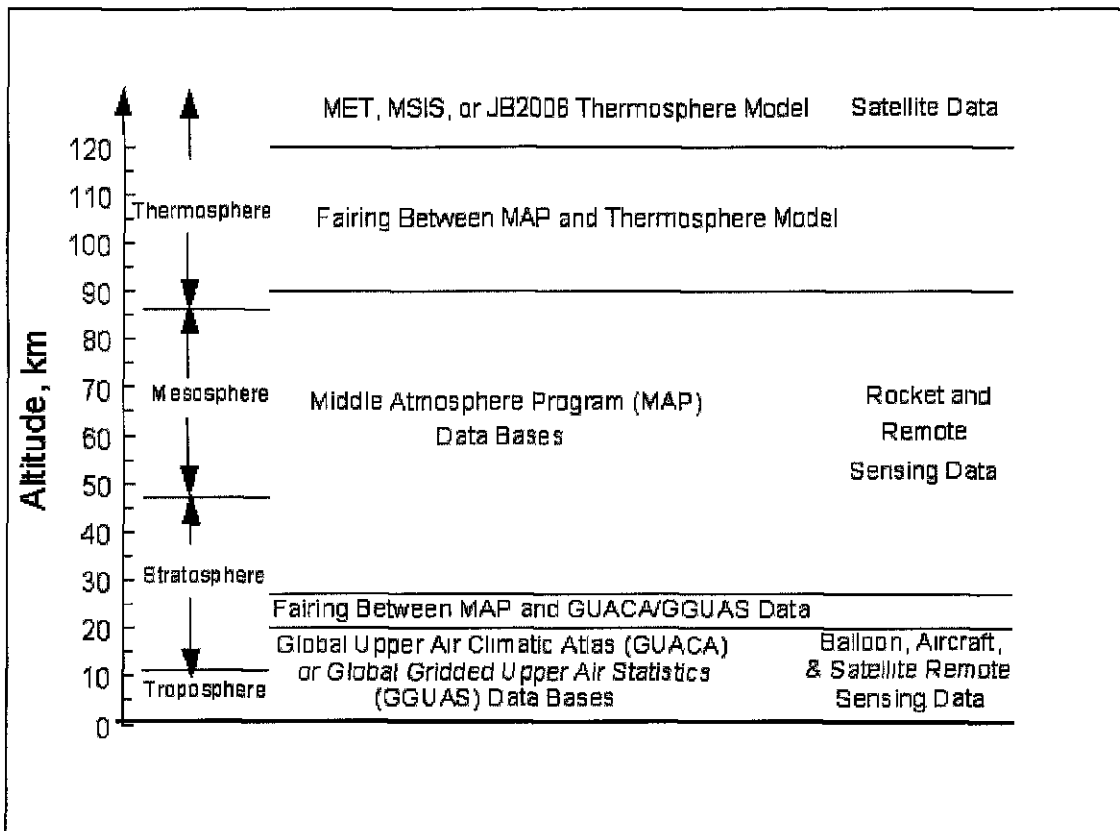 MET, MSIS, or JB2006 Thermosphere Model
Satellite Data
120
110
Thermosphere
Fairing Between MAP and Thermosphere Model
100
90
80
70
Mesosphere
Middle Atmosphere Program (MAP)
Data Bases
Rocket and
Remote
Sensing Data
60
50
40
30
Stratosphere
Fairing Between MAP and GUACA/GGUAS Data
20
Global Upper Air Climatic Atlas (GUACA)
or Global Gridded Upper Air Statistics
(GGUAS) Data Bases
Balloon, Aircraft,
& Satellite Remote
Sensing Data
10
Troposphere
0
Altitude, km